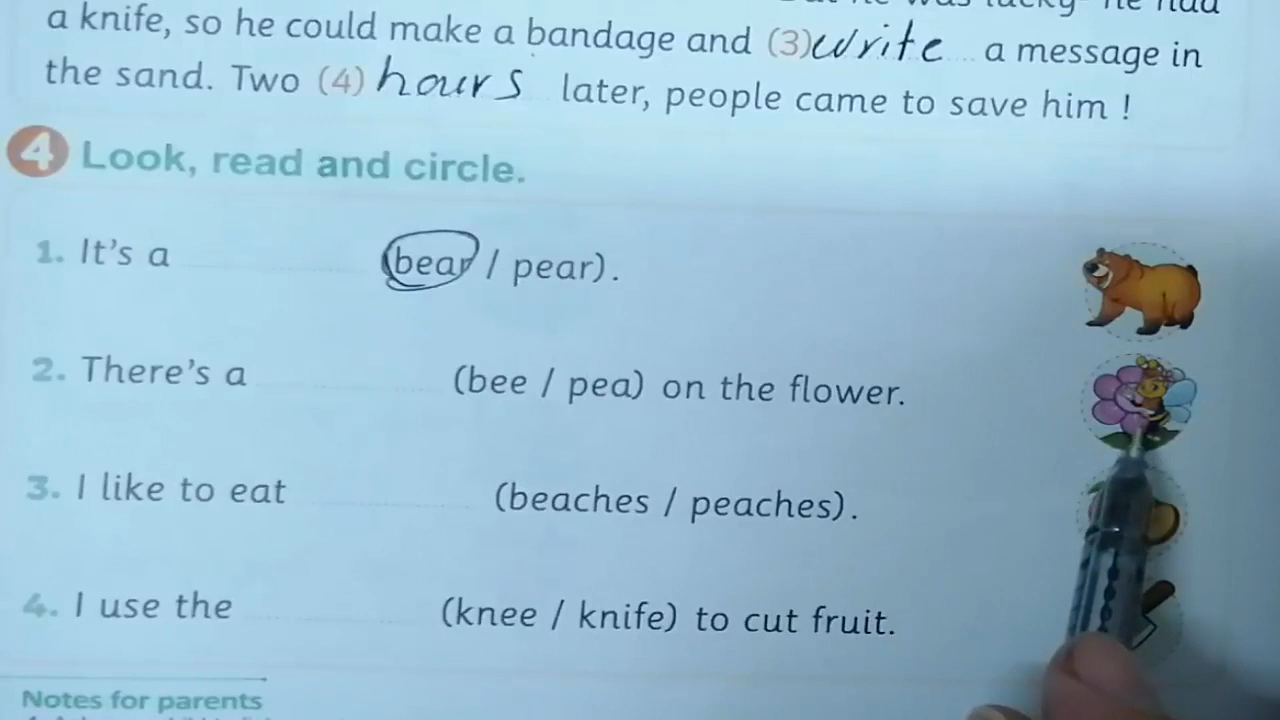 a knife, so he could make a bandage and (3) write a message in
the sand. Two (4) hours later, people came to save him !
4 Look, read and circle.
1. It's a (bear / pear).
2. There's a (bee / pea) on the flower.
3. I like to eat (beaches / peaches).
4. I use the (knee / knife) to cut fruit.
Notes for parents